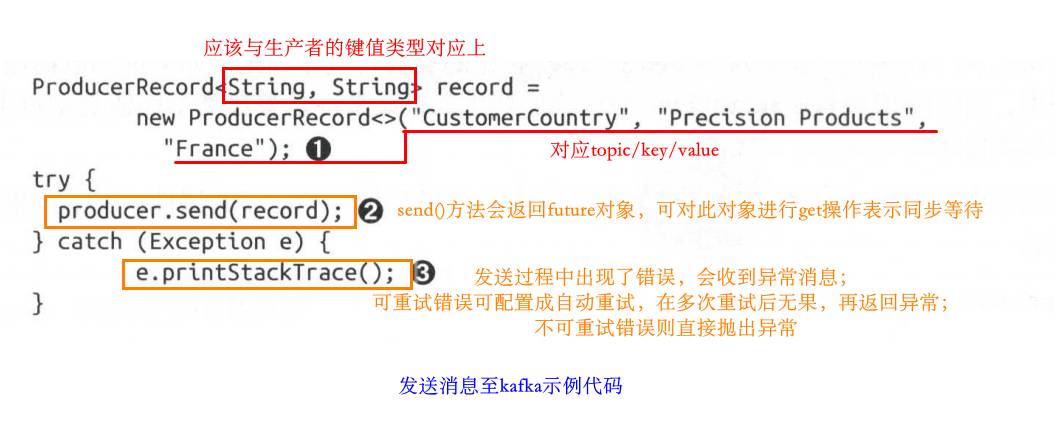 应该与生产者的键值类型对应上
ProducerRecord<String, String> record =
new ProducerRecord<>("CustomerCountry", "Precision Products",
"France"); ❶
对应topic/key/value
try {
producer.send(record); ❷ send()方法会返回future对象，可对此对象进行get操作表示同步等待
} catch (Exception e) {
e.printStackTrace(); ❸
发送过程中出现了错误，会收到异常消息；
可重试错误可配置成自动重试，在多次重试后无果，再返回异常；
}
不可重试错误则直接抛出异常
发送消息至kafka示例代码